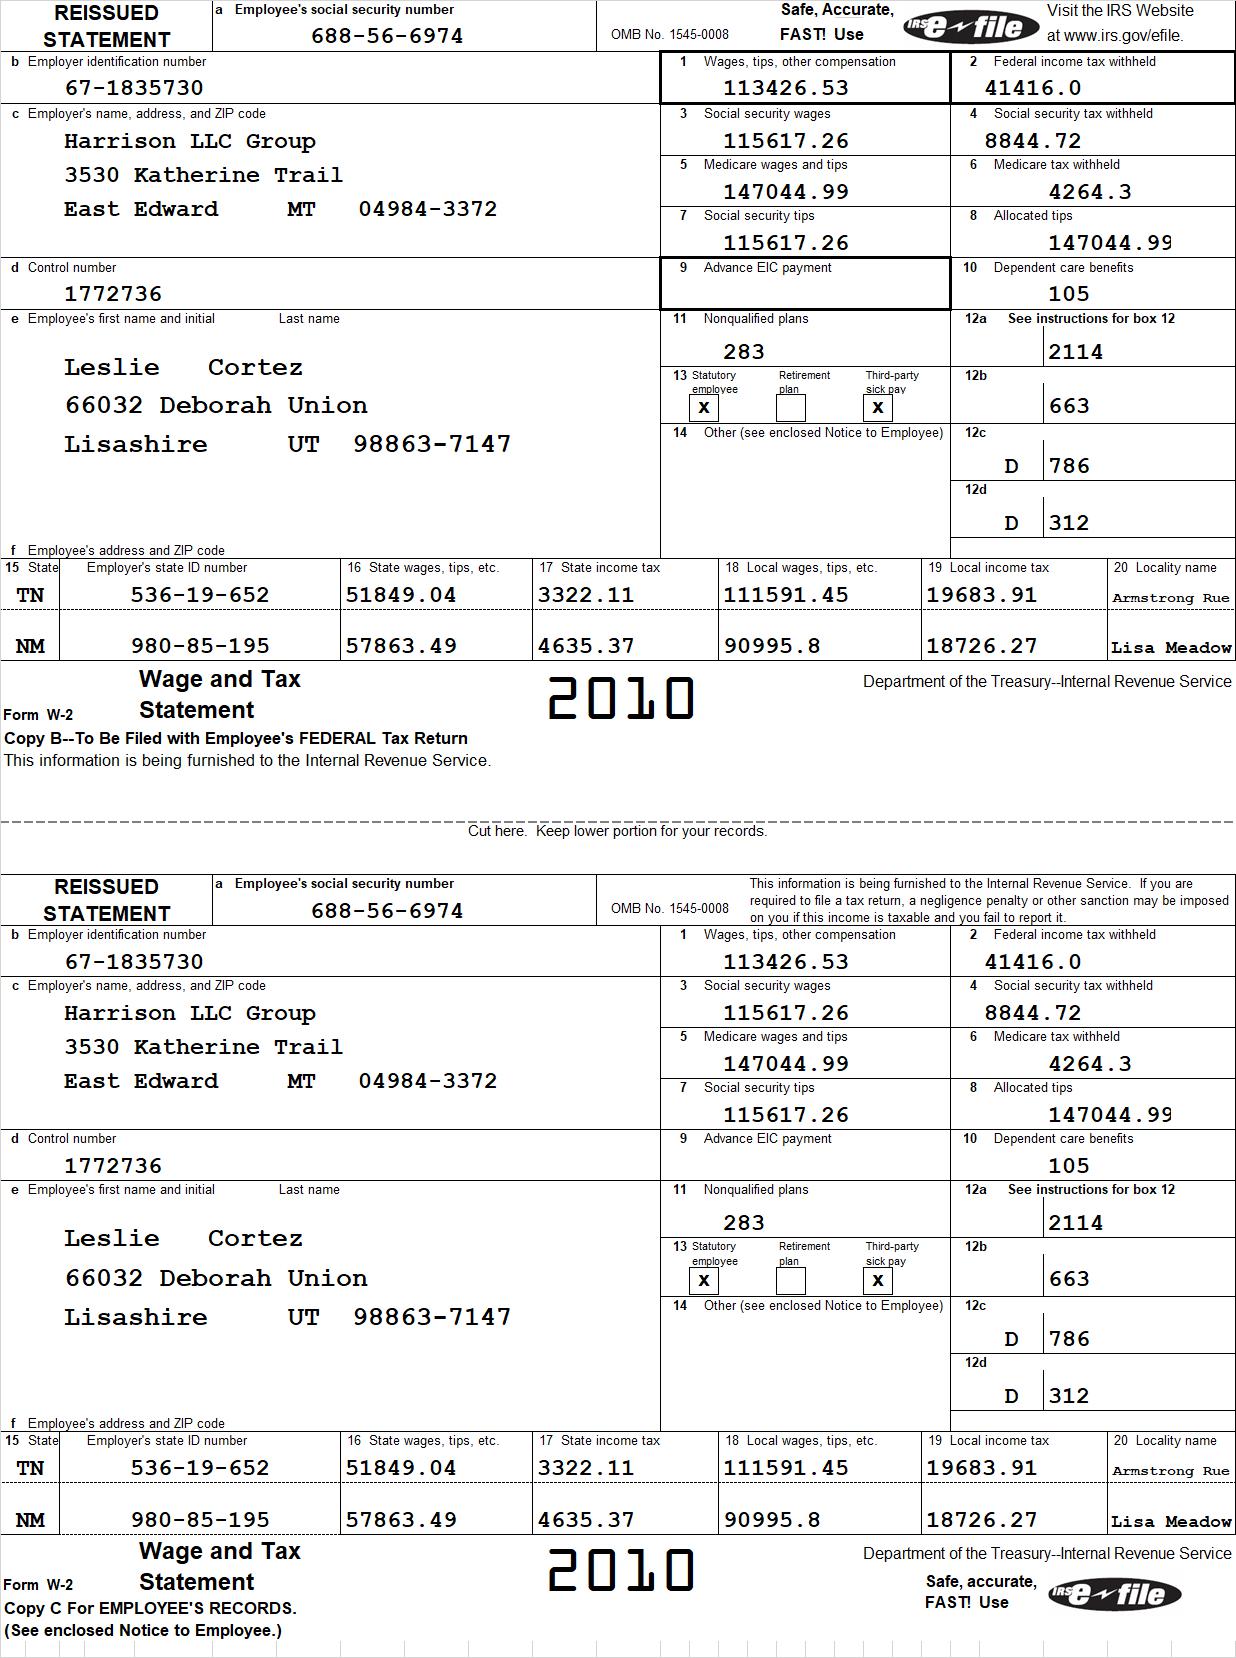 REISSUED STATEMENT
a Employee's social security number
688-56-6974
OMB No. 1545-0008
Safe, Accurate,
FAST! Use
IRS e-file
Visit the IRS Website
at www.irs.gov/efile.
b Employer identification number
67-1835730
1 Wages, tips, other compensation
113426.53
2 Federal income tax withheld
41416.0
c Employer's name, address, and ZIP code
Harrison LLC Group
3530 Katherine Trail
East Edward MT 04984-3372
3 Social security wages
115617.26
4 Social security tax withheld
8844.72
5 Medicare wages and tips
147044.99
6 Medicare tax withheld
4264.3
7 Social security tips
115617.26
8 Allocated tips
147044.99
d Control number
1772736
9 Advance EIC payment
10 Dependent care benefits
105
e Employee's first name and initial Last name
Leslie Cortez
66032 Deborah Union
Lisashire UT 98863-7147
11 Nonqualified plans
283
12a See instructions for box 12
2114
13 Statutory employee
Retirement plan
Third-party sick pay
X
X
12b
663
14 Other (see enclosed Notice to Employee)
12c
D 786
12d
D 312
f Employee's address and ZIP code
15 State Employer's state ID number 16 State wages, tips, etc. 17 State income tax 18 Local wages, tips, etc. 19 Local income tax 20 Locality name
TN 536-19-652 51849.04 3322.11 111591.45 19683.91 Armstrong Rue
NM 980-85-195 57863.49 4635.37 90995.8 18726.27 Lisa Meadow
Form W-2
Wage and Tax
Statement
2010
Department of the Treasury--Internal Revenue Service
Copy B--To Be Filed with Employee's FEDERAL Tax Return
This information is being furnished to the Internal Revenue Service.
Cut here. Keep lower portion for your records.
REISSUED STATEMENT
a Employee's social security number
688-56-6974
OMB No. 1545-0008
This information is being furnished to the Internal Revenue Service. If you are
required to file a tax return, a negligence penalty or other sanction may be imposed
on you if this income is taxable and you fail to report it.
b Employer identification number
67-1835730
1 Wages, tips, other compensation
113426.53
2 Federal income tax withheld
41416.0
c Employer's name, address, and ZIP code
Harrison LLC Group
3530 Katherine Trail
East Edward MT 04984-3372
3 Social security wages
115617.26
4 Social security tax withheld
8844.72
5 Medicare wages and tips
147044.99
6 Medicare tax withheld
4264.3
7 Social security tips
115617.26
8 Allocated tips
147044.99
d Control number
1772736
9 Advance EIC payment
10 Dependent care benefits
105
e Employee's first name and initial Last name
Leslie Cortez
66032 Deborah Union
Lisashire UT 98863-7147
11 Nonqualified plans
283
12a See instructions for box 12
2114
13 Statutory employee
Retirement plan
Third-party sick pay
X
X
12b
663
14 Other (see enclosed Notice to Employee)
12c
D 786
12d
D 312
f Employee's address and ZIP code
15 State Employer's state ID number 16 State wages, tips, etc. 17 State income tax 18 Local wages, tips, etc. 19 Local income tax 20 Locality name
TN 536-19-652 51849.04 3322.11 111591.45 19683.91 Armstrong Rue
NM 980-85-195 57863.49 4635.37 90995.8 18726.27 Lisa Meadow
Form W-2
Wage and Tax
Statement
2010
Department of the Treasury--Internal Revenue Service
Safe, accurate,
FAST! Use
IRS e-file
Copy C For EMPLOYEE'S RECORDS.
(See enclosed Notice to Employee.)